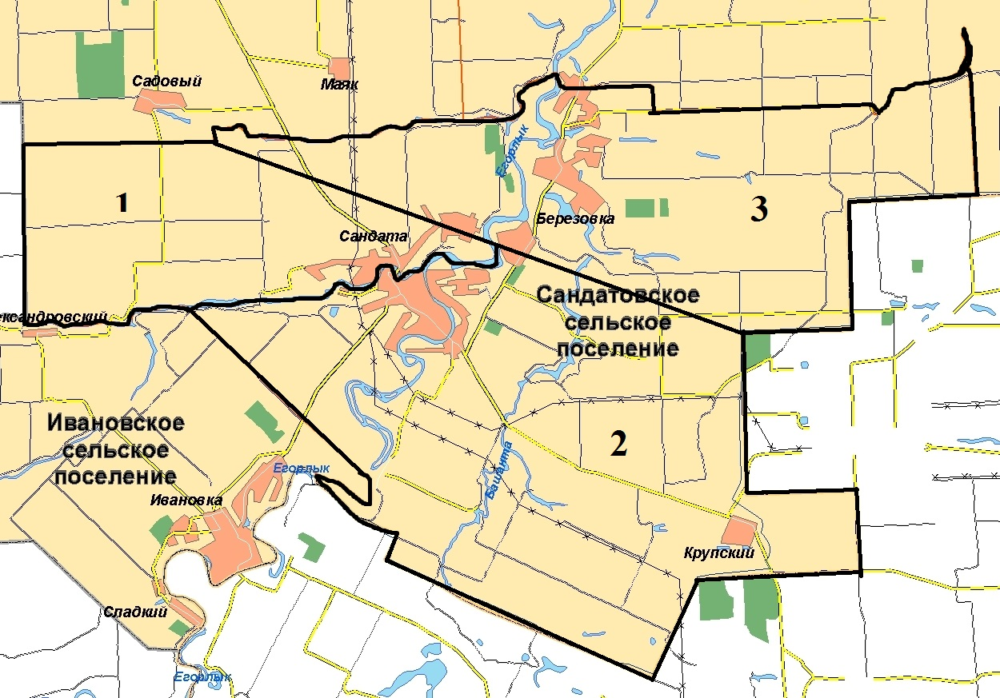 Садовый
Маяк
Егорлык
1
3
Березовка
Сандата
Сандатовское
сельское
поселение
ександровский
Ивановское
сельское
поселение
2
Башанта
Егорлык
Ивановка
Крупский
Сладкий
Егорлык